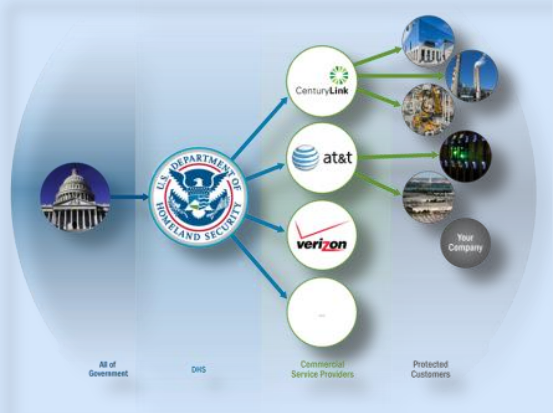 CenturyLink
at&t
U.S. DEPARTMENT OF
HOMELAND SECURITY
verizon
Your
Company
...
All of
Government
DHS
Commercial
Service Providers
Protected
Customers